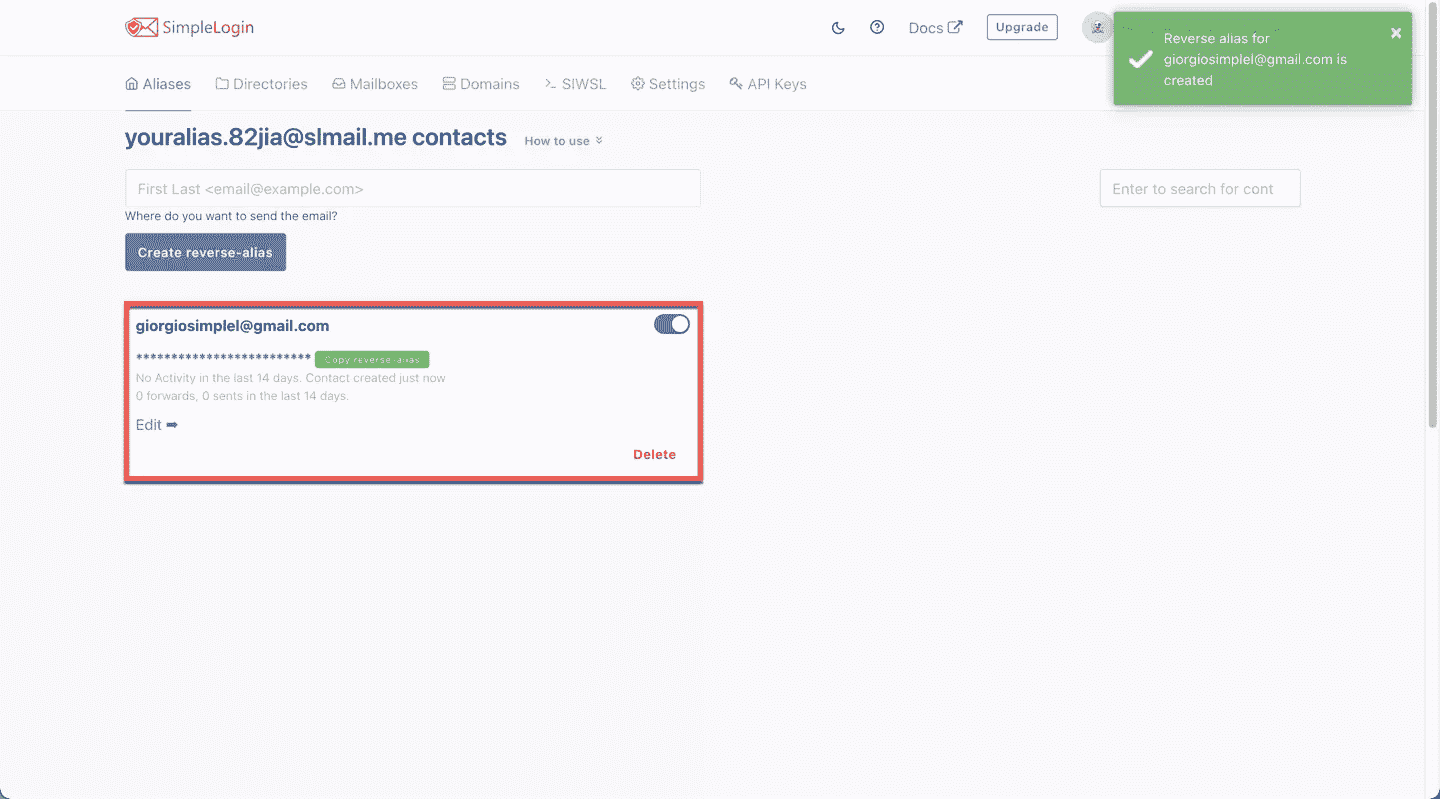 SimpleLogin
Docs
Upgrade
Reverse alias for
giorgiosimplel@gmail.com is
created
×
Aliases
Directories
Mailboxes
Domains
SIWSL
Settings
API Keys
youralias.82jia@slmail.me contacts
How to use
First Last <email@example.com>
Enter to search for cont
Where do you want to send the email?
Create reverse-alias
giorgiosimplel@gmail.com
************************* Copy reverse-alias
No Activity in the last 14 days. Contact created just now
0 forwards, 0 sents in the last 14 days.
Edit ➡
Delete